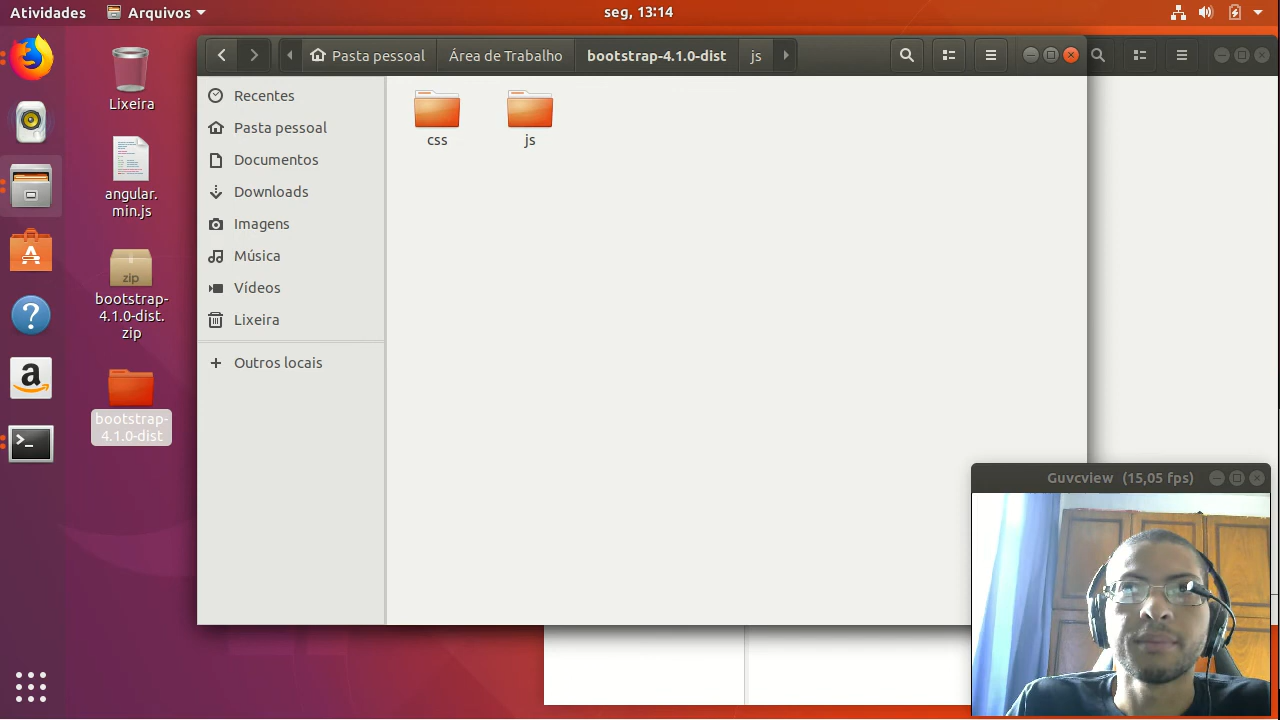 Atividades
Arquivos
seg, 13:14
Lixeira
angular.
min.js
zip
bootstrap-
4.1.0-dist.
zip
bootstrap-
4.1.0-dist
Pasta pessoal
Área de Trabalho
bootstrap-4.1.0-dist
js
Recentes
Pasta pessoal
Documentos
Downloads
Imagens
Música
Vídeos
Lixeira
Outros locais
css
js
Guvcview (15,05 fps)